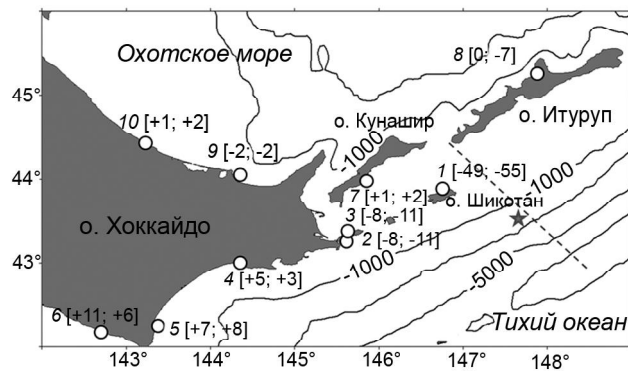 Охотское море
8 [0; -7]
45°
10 [+1; +2]
о. Кунашир
о. Итуруп
9 [-2; -2]
-1000
1 [-49; -55]
44°
7 [+1; +2]
о. Шикотан
-1000
3 [-8; -11]
о. Хоккайдо
2 [-8; -11]
43°
4 [+5; +3]
-1000
-5000
6 [+11; +6]
5 [+7; +8]
Тихий океан
143° 144° 145° 146° 147° 148°